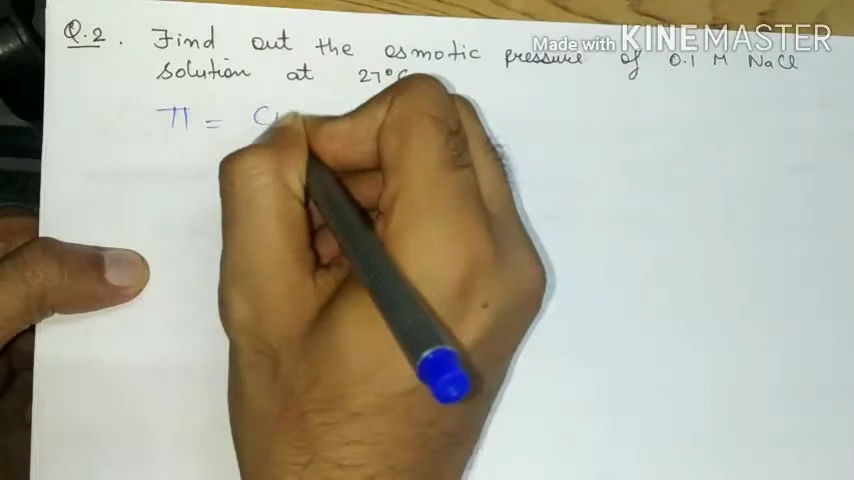 Q.2. Find out the osmotic pressure of 0.1 M NaCl
solution at 27°C
π = C
Made with KINEMASTER